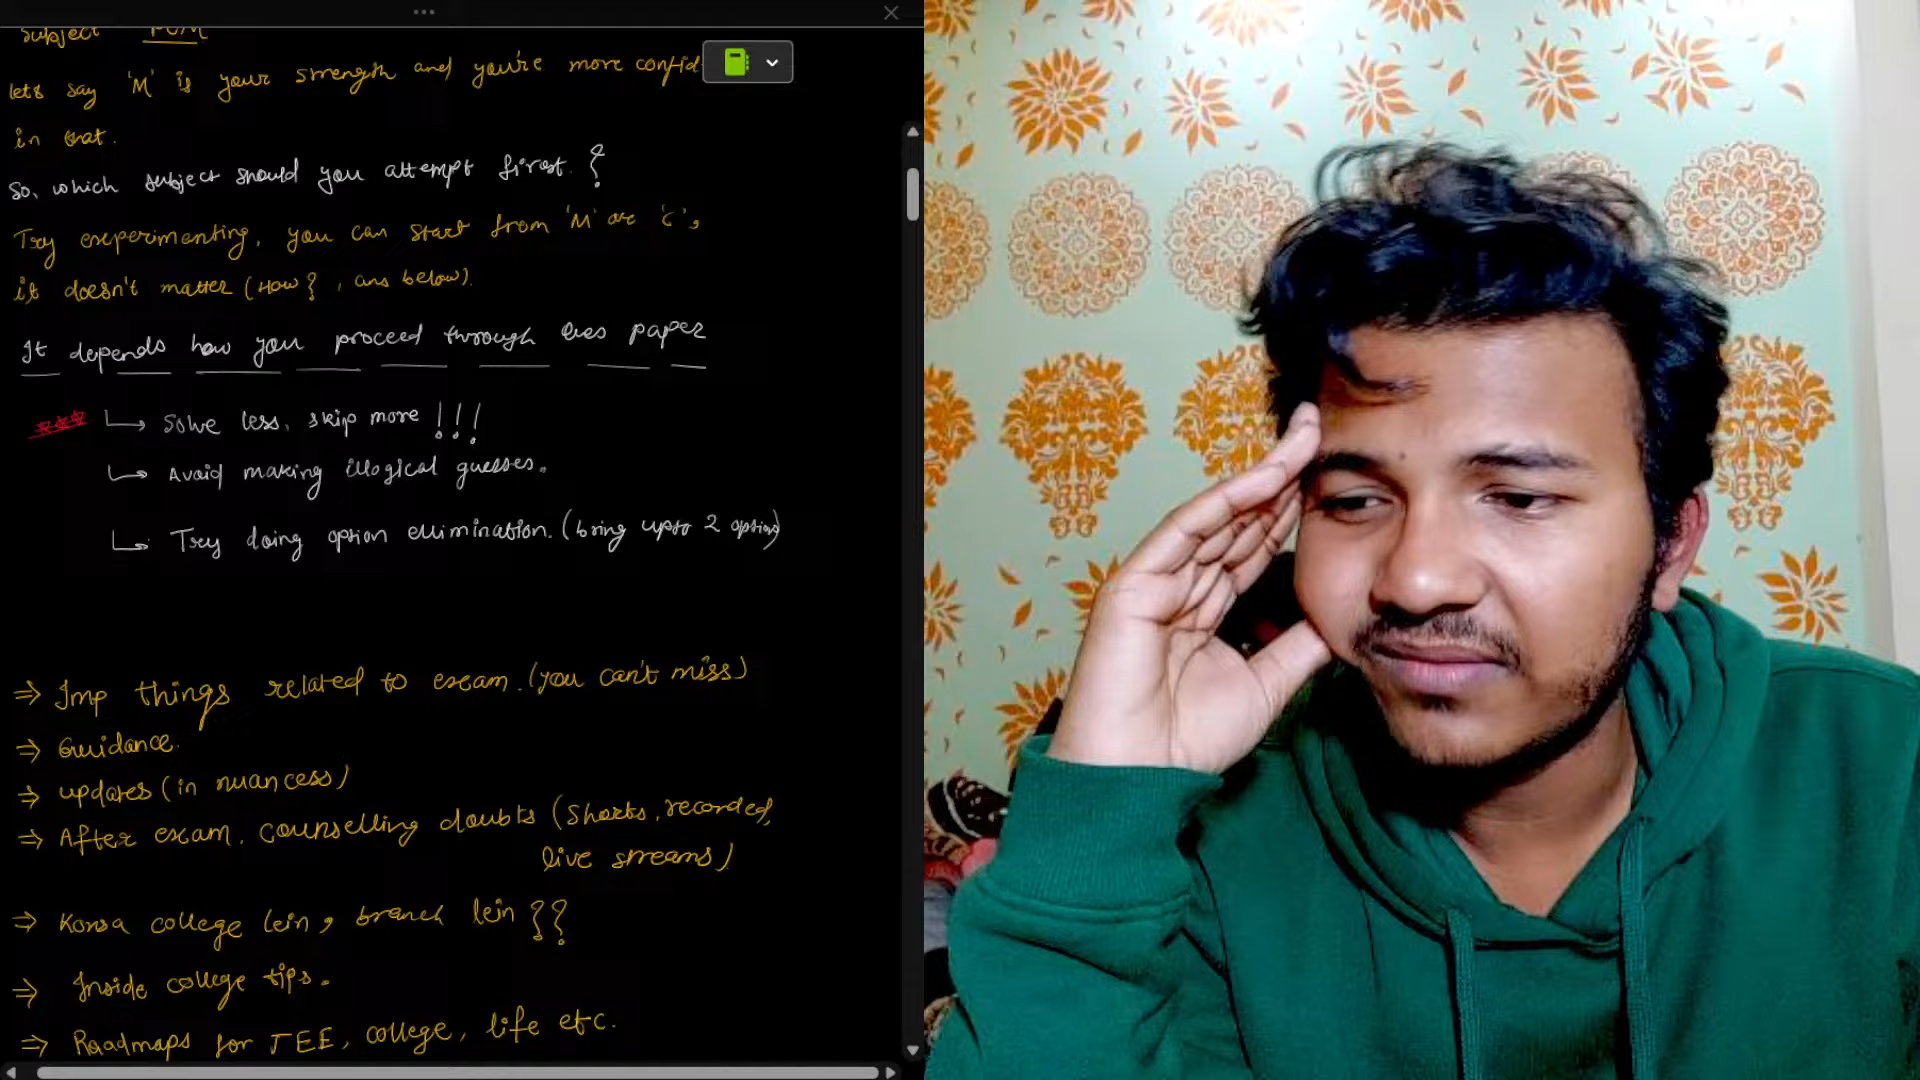 Subject PCM
lets say 'M' is your strength and you're more confid
in that.
So, which subject should you attempt first ?
Try experimenting, you can start from 'M' or 'C',
it doesn't matter (How ?, ans below).
It depends how you proceed through the paper
*** ↳ Solve less, skip more !!!
↳ Avoid making illogical guesses.
↳ Try doing option elimination. (bring upto 2 option)
⇒ Imp things related to exam. (you can't miss)
⇒ Guidance.
⇒ updates (in nuancess)
⇒ After exam, counselling doubts (Shorts, recorded,
live streams)
⇒ Konsa college lein, branch lein ??
⇒ Inside college tips.
⇒ Roadmaps for JEE, college, life etc.